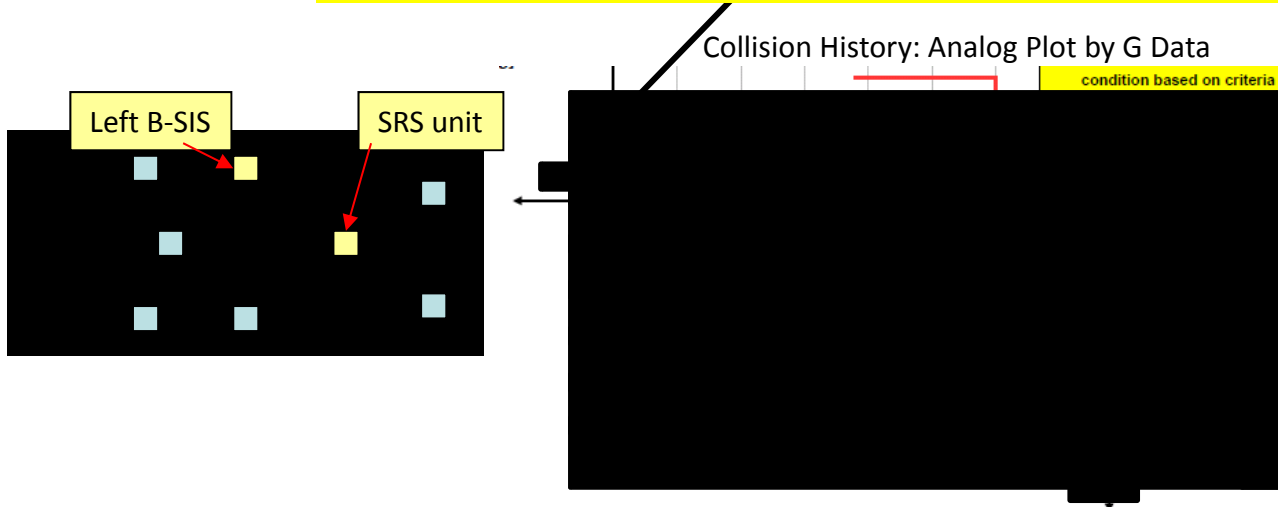 Collision History: Analog Plot by G Data
condition based on criteria
Left B-SIS
SRS unit